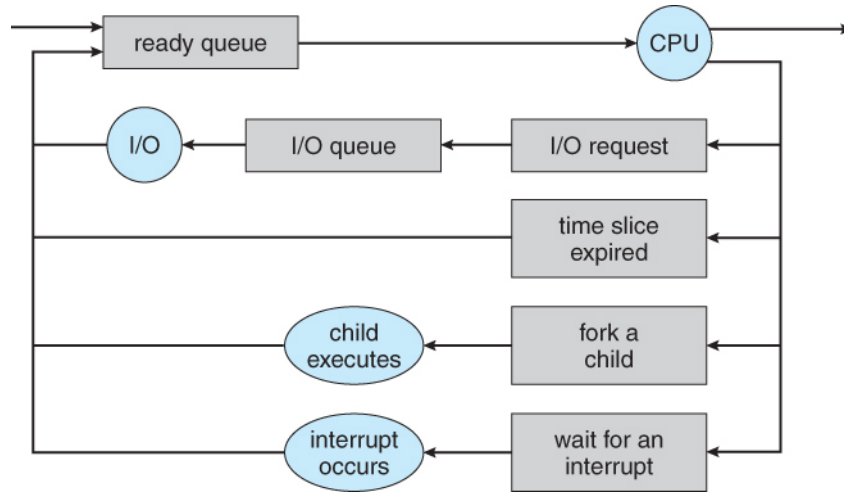 ready queue
CPU
I/O
I/O queue
I/O request
time slice
expired
child
executes
fork a
child
interrupt
occurs
wait for an
interrupt